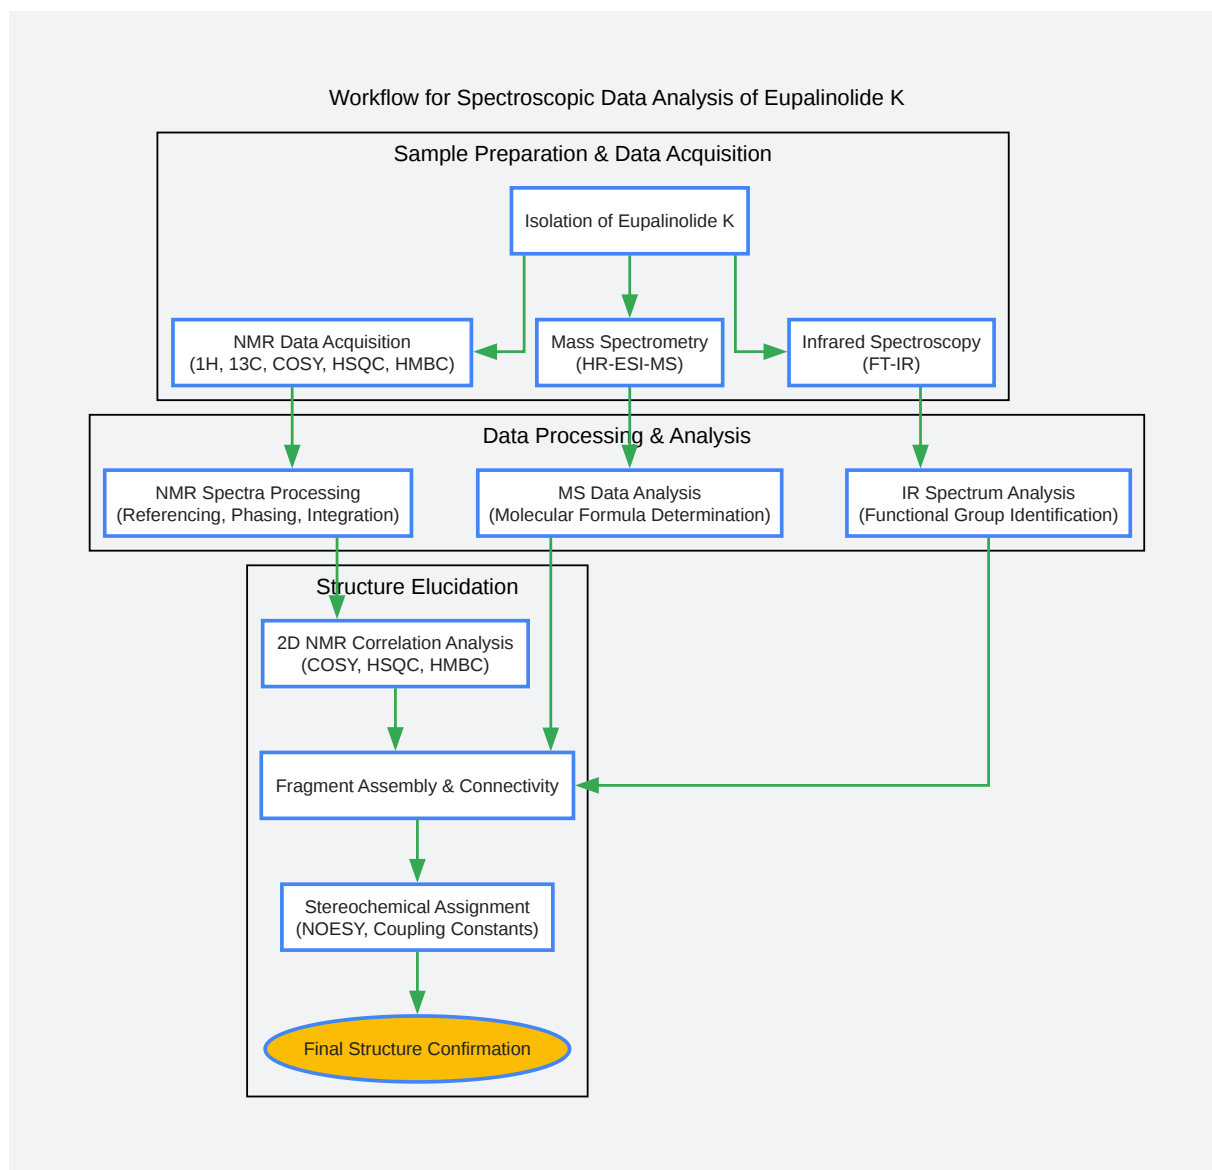 Workflow for Spectroscopic Data Analysis of Eupalinolide K
Sample Preparation & Data Acquisition
Isolation of Eupalinolide K
NMR Data Acquisition
(1H, 13C, COSY, HSQC, HMBC)
Mass Spectrometry
(HR-ESI-MS)
Infrared Spectroscopy
(FT-IR)
Data Processing & Analysis
NMR Spectra Processing
(Referencing, Phasing, Integration)
MS Data Analysis
(Molecular Formula Determination)
IR Spectrum Analysis
(Functional Group Identification)
Structure Elucidation
2D NMR Correlation Analysis
(COSY, HSQC, HMBC)
Fragment Assembly & Connectivity
Stereochemical Assignment
(NOESY, Coupling Constants)
Final Structure Confirmation